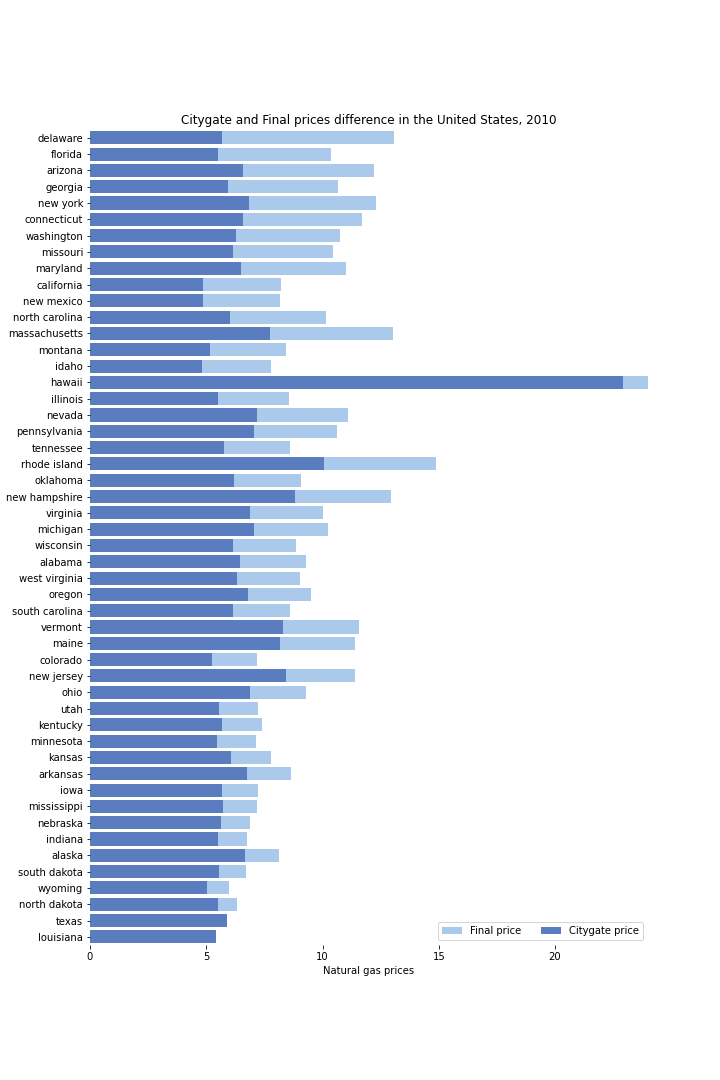 Citygate and Final prices difference in the United States, 2010
delaware
florida
arizona
georgia
new york
connecticut
washington
missouri
maryland
california
new mexico
north carolina
massachusetts
montana
idaho
hawaii
illinois
nevada
pennsylvania
tennessee
rhode island
oklahoma
new hampshire
virginia
michigan
wisconsin
alabama
west virginia
oregon
south carolina
vermont
maine
colorado
new jersey
ohio
utah
kentucky
minnesota
kansas
arkansas
iowa
mississippi
nebraska
indiana
alaska
south dakota
wyoming
north dakota
texas
louisiana
Final price Citygate price
0 5 10 15 20
Natural gas prices